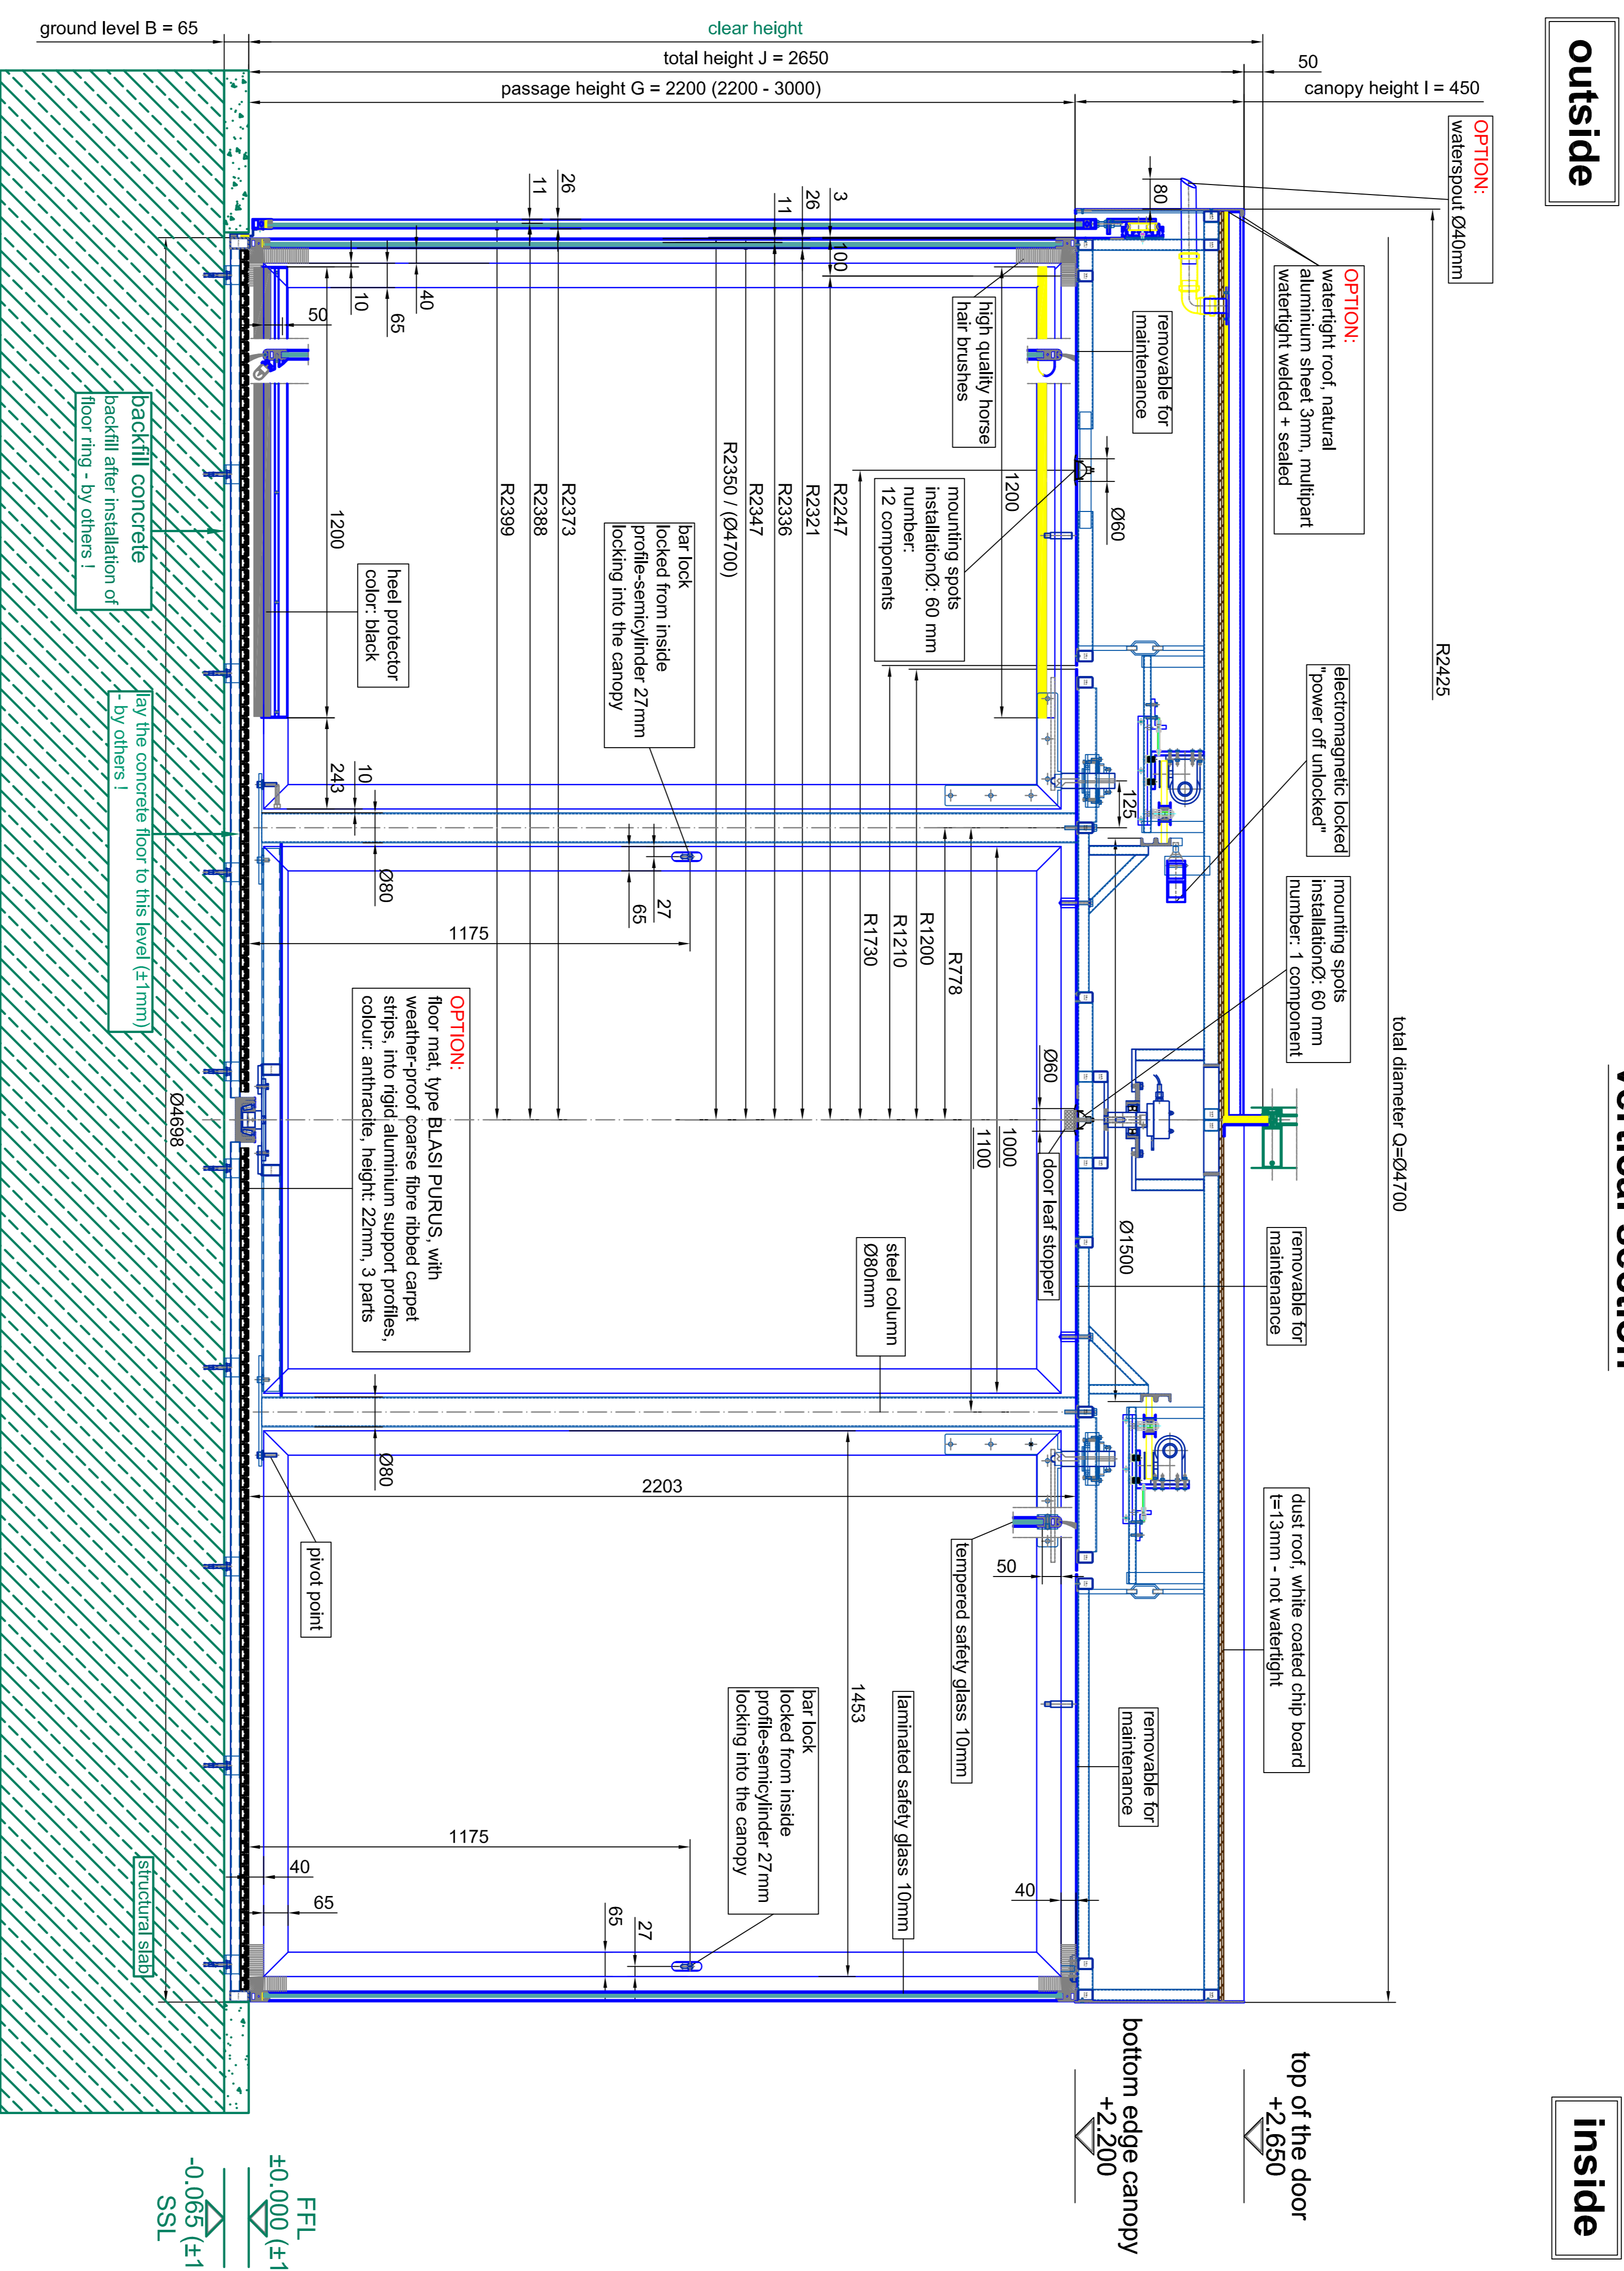 outside
inside
vertical section
ground level B = 65
clear height
total height J = 2650
passage height G = 2200 (2200 - 3000)
50
canopy height I = 450
OPTION:
waterspout Ø40mm
80
R2425
total diameter Q=Ø4700
OPTION:
watertight roof, natural
aluminium sheet 3mm, multipart
watertight welded + sealed
electromagnetic locked
"power off unlocked"
mounting spots
installationØ: 60 mm
number: 1 component
removable for
maintenance
dust roof, white coated chip board
t=13mm - not watertight
removable for
maintenance
removable for
maintenance
Ø60
125
Ø1500
high quality horse
hair brushes
1200
mounting spots
installationØ: 60 mm
number:
12 components
door leaf stopper
Ø60
1000
1100
R778
R1200
R1210
R1730
steel column
Ø80mm
tempered safety glass 10mm
50
laminated safety glass 10mm
40
3
100
26
11
R2247
R2321
R2336
R2347
R2350 / (Ø4700)
26
11
R2373
R2388
R2399
bar lock
locked from inside
profile-semicylinder 27mm
locking into the canopy
27
65
1175
bar lock
locked from inside
profile-semicylinder 27mm
locking into the canopy
1453
2203
1175
27
65
40
65
10
50
1200
243
10
Ø80
Ø80
heel protector
color: black
OPTION:
floor mat, type BLASI PURUS, with
weather-proof coarse fibre ribbed carpet
strips, into rigid aluminium support profiles,
colour: anthracite, height: 22mm, 3 parts
pivot point
40
65
Ø4698
backfill concrete
backfill after installation of
floor ring - by others !
lay the concrete floor to this level (±1mm)
- by others !
structural slab
top of the door
+2.650
bottom edge canopy
+2.200
FFL
±0.000 (±1
-0.065 (±1
SSL